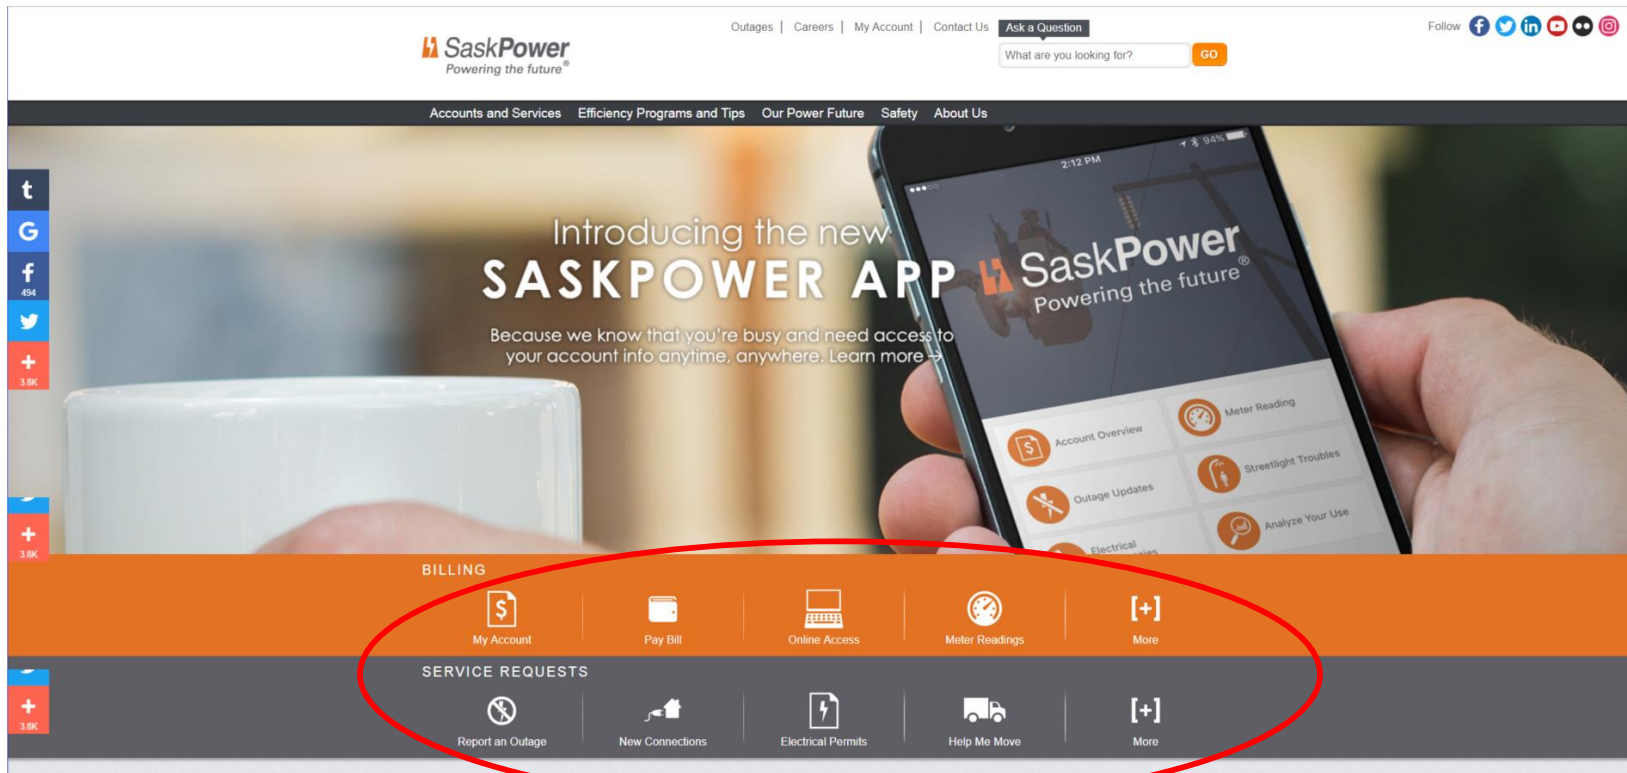 Outages | Careers | My Account | Contact Us Ask a Question
Follow
SaskPower
Powering the future®
What are you looking for? GO
Accounts and Services Efficiency Programs and Tips Our Power Future Safety About Us
2:12 PM
94%
Introducing the new
SASKPOWER APP
Because we know that you're busy and need access to
your account info anytime, anywhere. Learn more →
SaskPower
Powering the future®
Account Overview
Meter Reading
Outage Updates
Streetlight Troubles
Electrical
Analyze Your Use
494
3.8K
3.8K
BILLING
My Account Pay Bill Online Access Meter Readings [+] More
SERVICE REQUESTS
3.8K
Report an Outage New Connections Electrical Permits Help Me Move [+] More